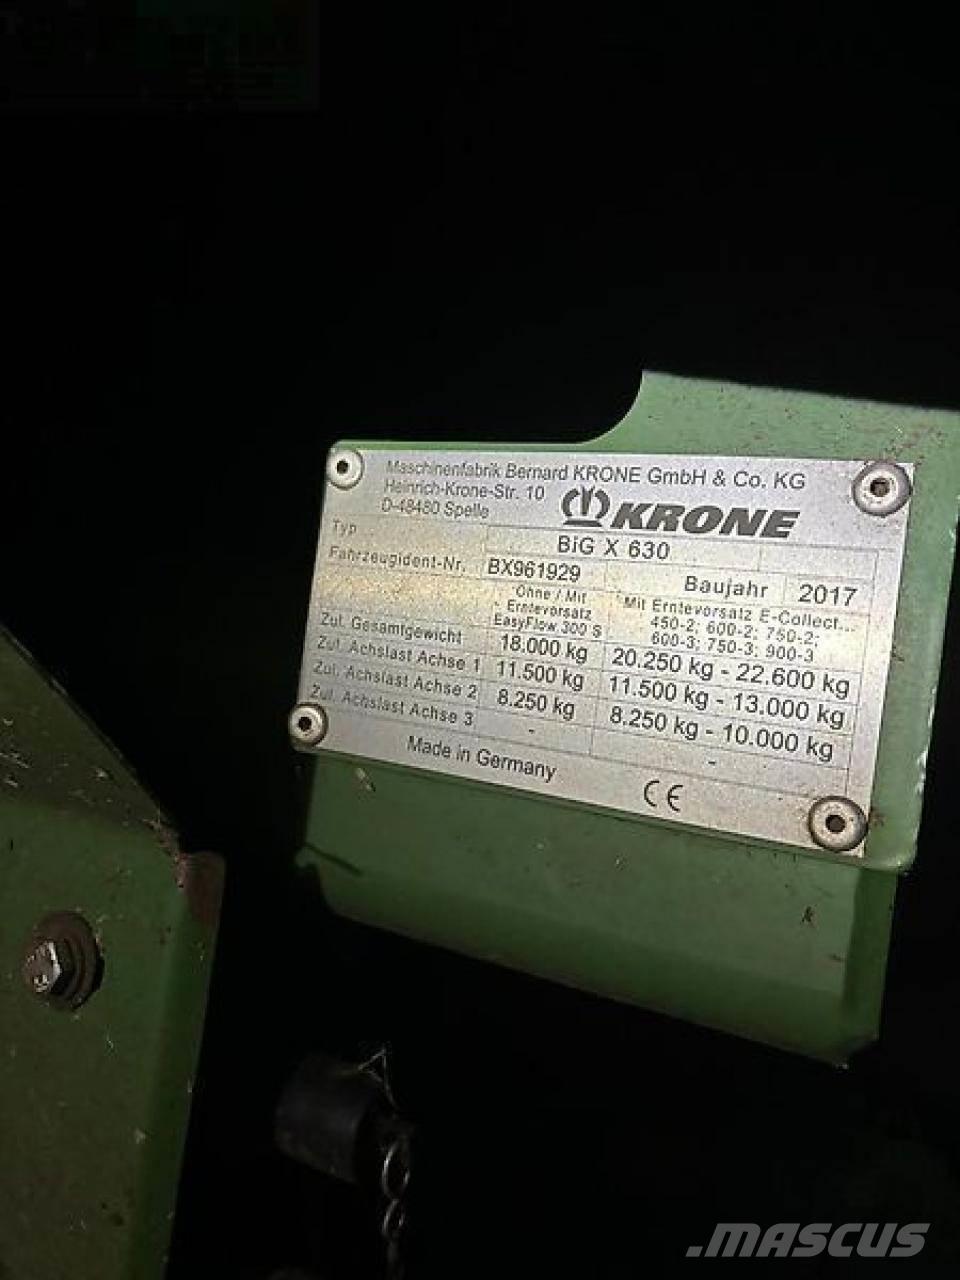 Maschinenfabrik Bernard KRONE GmbH & Co. KG
Heinrich-Krone-Str. 10
D-48480 Spelle
KRONE
Typ BiG X 630
Fahrzeugident-Nr. BX961929 Baujahr 2017
Ohne / Mit Erntevorsatz EasyFlow 300 S
Mit Erntevorsatz E-Collect...
450-2; 600-2; 750-2;
600-3; 750-3; 900-3
Zul. Gesamtgewicht 18.000 kg 20.250 kg - 22.600 kg
Zul. Achslast Achse 1 11.500 kg 11.500 kg - 13.000 kg
Zul. Achslast Achse 2 8.250 kg 8.250 kg - 10.000 kg
Zul. Achslast Achse 3 - -
Made in Germany CE
MASCUS